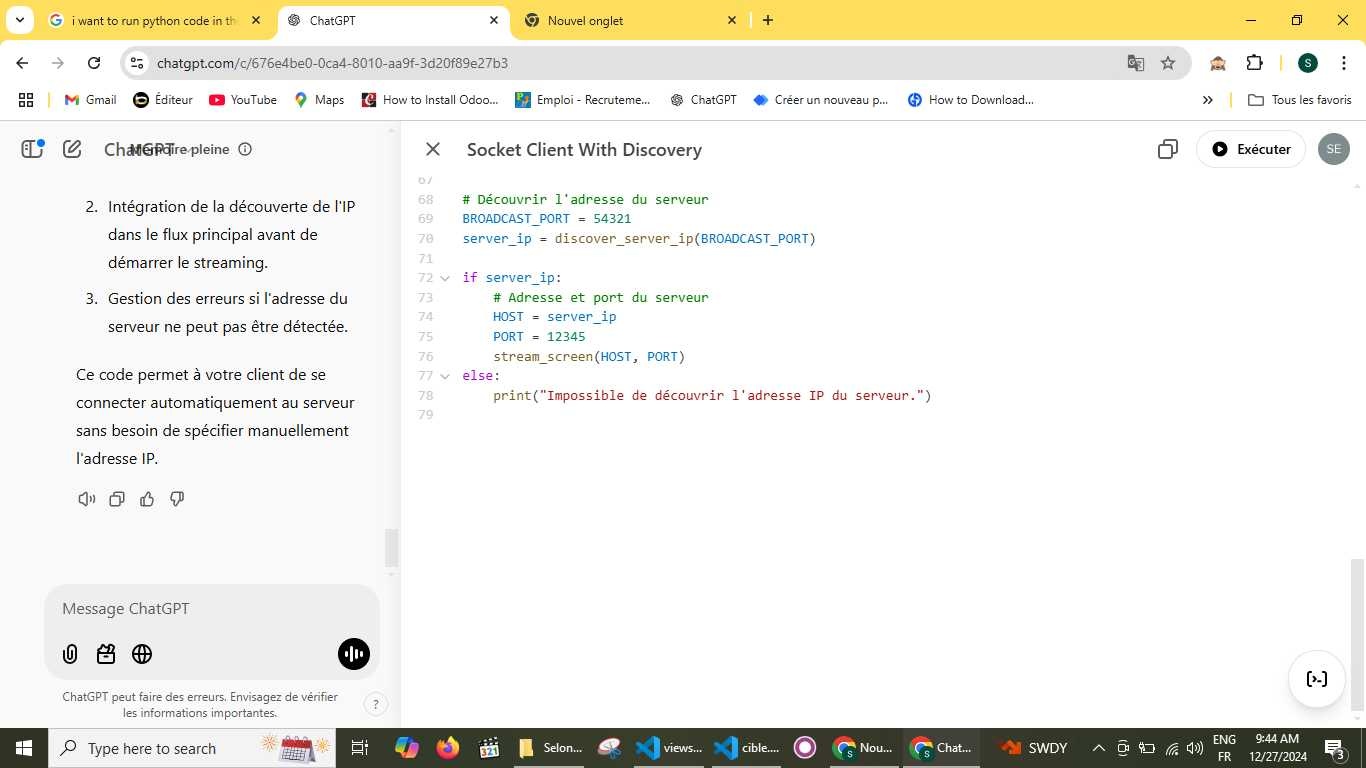 i want to run python code in the
ChatGPT
Nouvel onglet
chatgpt.com/c/676e4be0-0ca4-8010-aa9f-3d20f89e27b3
S
Gmail
Éditeur
YouTube
Maps
How to Install Odoo...
Emploi - Recruteme...
ChatGPT
Créer un nouveau p...
How to Download...
Tous les favoris
ChatGPT
Mémoire pleine
2. Intégration de la découverte de l'IP
dans le flux principal avant de
démarrer le streaming.
3. Gestion des erreurs si l'adresse du
serveur ne peut pas être détectée.
Ce code permet à votre client de se
connecter automatiquement au serveur
sans besoin de spécifier manuellement
l'adresse IP.
Message ChatGPT
ChatGPT peut faire des erreurs. Envisagez de vérifier
les informations importantes.
?
Socket Client With Discovery
Exécuter
SE
67
68 # Découvrir l'adresse du serveur
69 BROADCAST_PORT = 54321
70 server_ip = discover_server_ip(BROADCAST_PORT)
71
72 if server_ip:
73 # Adresse et port du serveur
74 HOST = server_ip
75 PORT = 12345
76 stream_screen(HOST, PORT)
77 else:
78 print("Impossible de découvrir l'adresse IP du serveur.")
79
Type here to search
321
Selon...
views...
cible....
Nou...
Chat...
SWDY
ENG
FR
9:44 AM
12/27/2024
3